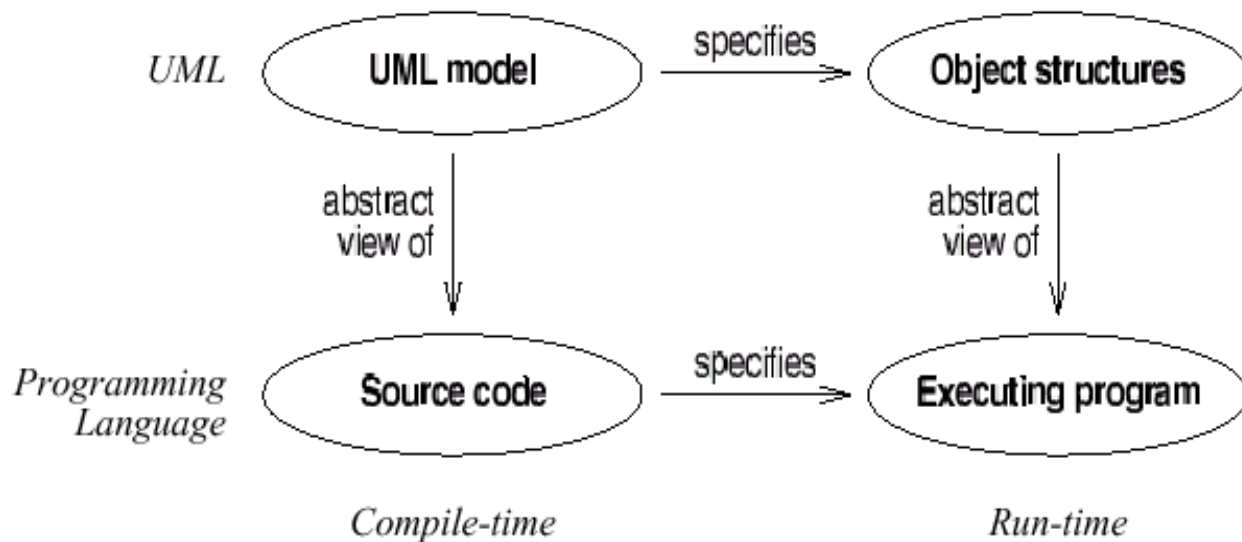 UML
UML model
specifies
Object structures
abstract
view of
abstract
view of
Programming
Language
Source code
specifies
Executing program
Compile-time
Run-time